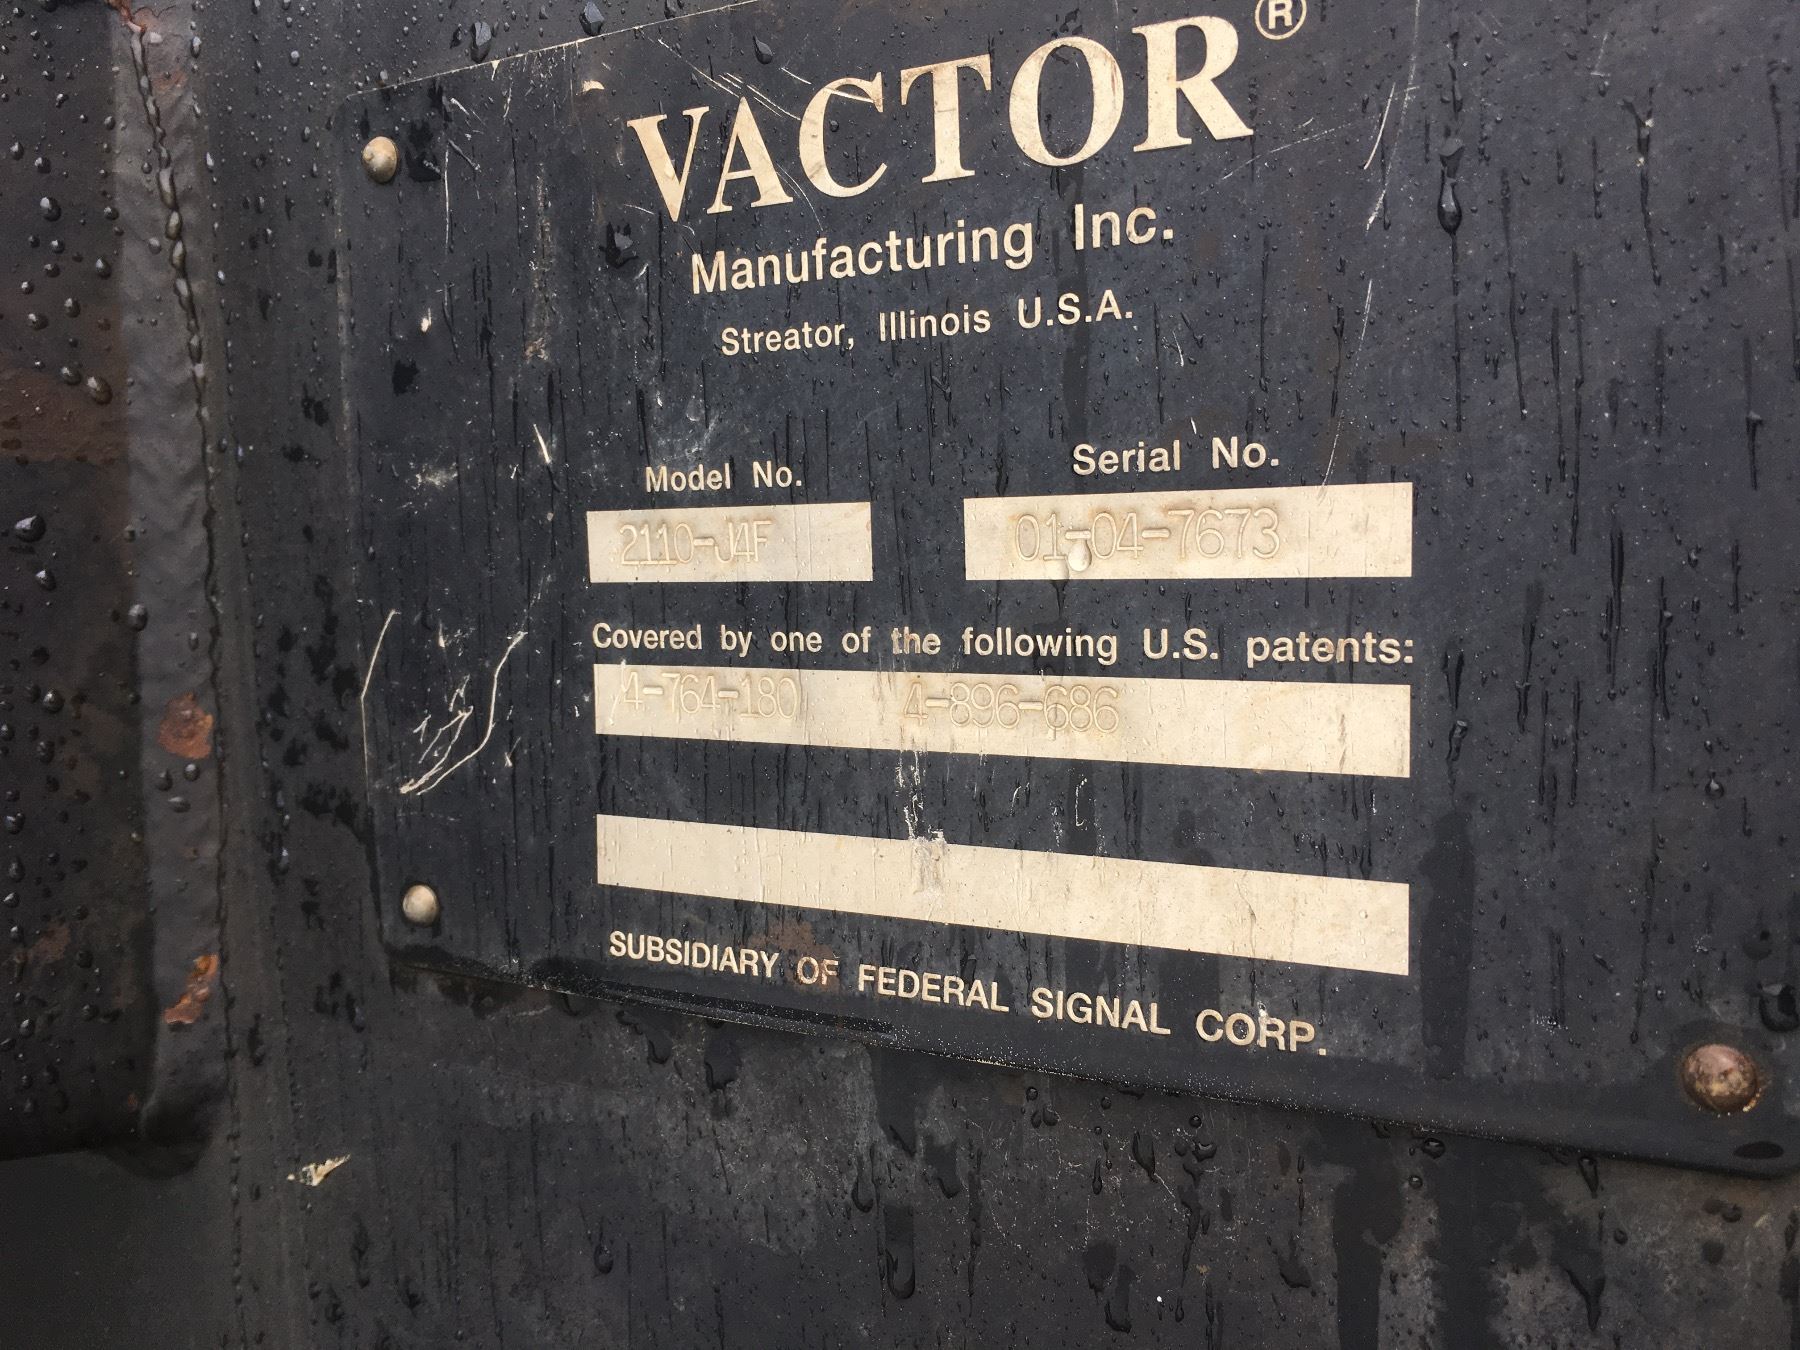 VACTOR®
Manufacturing Inc.
Streator, Illinois U.S.A.
Model No. Serial No.
2110-J4F 01-04-7673
Covered by one of the following U.S. patents:
4-764-180 4-896-686
SUBSIDIARY OF FEDERAL SIGNAL CORP.